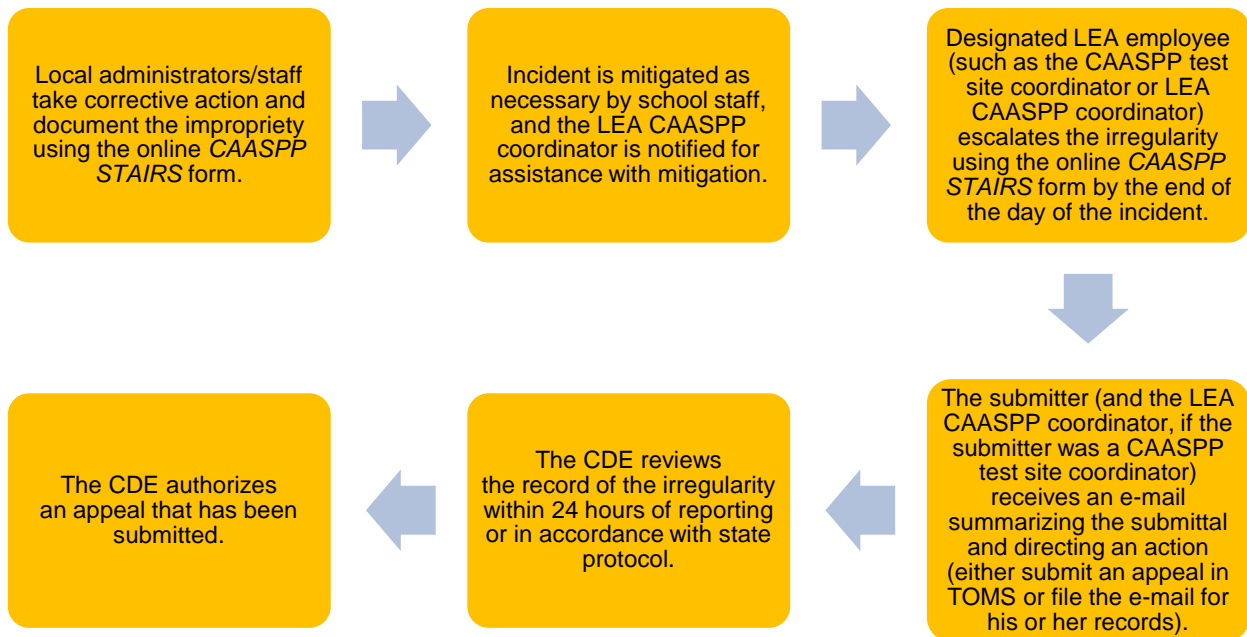 Local administrators/staff
take corrective action and
document the impropriety
using the online CAASPP
STAIRS form.
Incident is mitigated as
necessary by school staff,
and the LEA CAASPP
coordinator is notified for
assistance with mitigation.
Designated LEA employee
(such as the CAASPP test
site coordinator or LEA
CAASPP coordinator)
escalates the irregularity
using the online CAASPP
STAIRS form by the end of
the day of the incident.
The submitter (and the LEA
CAASPP coordinator, if the
submitter was a CAASPP
test site coordinator)
receives an e-mail
summarizing the submittal
and directing an action
(either submit an appeal in
TOMS or file the e-mail for
his or her records).
The CDE reviews
the record of the irregularity
within 24 hours of reporting
or in accordance with state
protocol.
The CDE authorizes
an appeal that has been
submitted.